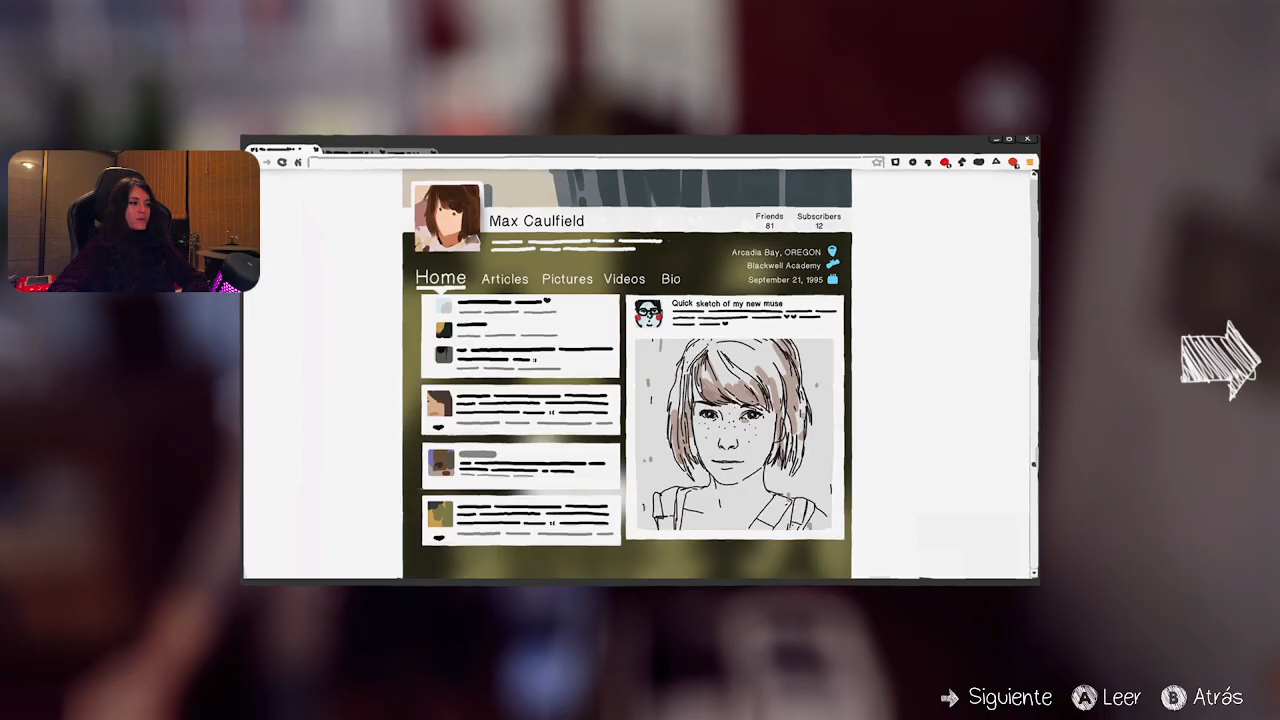 Max Caulfield
Friends
81
Subscribers
12
Arcadia Bay, OREGON
Blackwell Academy
September 21, 1995
Home
Articles
Pictures
Videos
Bio
Quick sketch of my new muse
Siguiente
A Leer
B Atrás